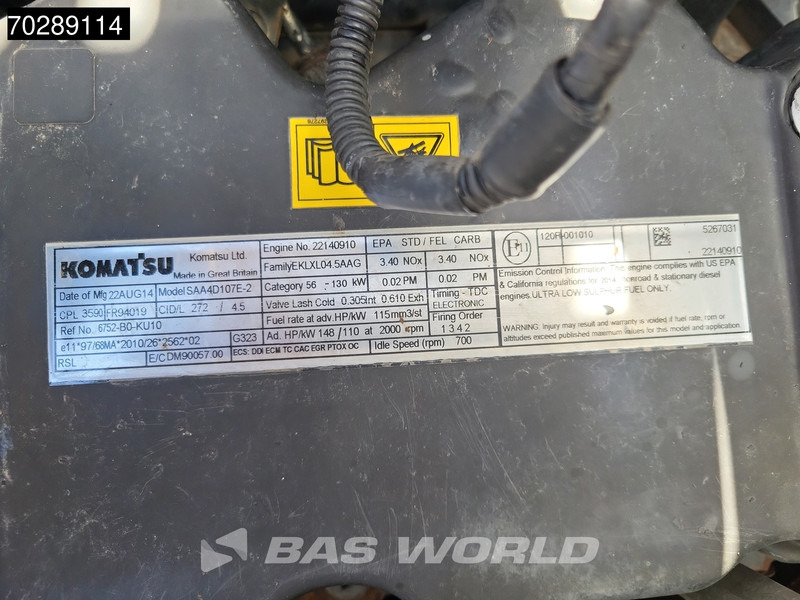 70289114
KOMATSU Komatsu Ltd.
Made in Great Britain
Date of Mfg 22AUG14 Model SAA4D107E-2
CPL 3590 FR94019 CID/L 272 / 4.5
Ref No. 6752-B0-KU10
e11*97/68MA*2010/26*2562*02 G323
RSL E/CDM90057.00
Engine No. 22140910 EPA STD / FEL CARB
Family EKLXL04.5AAG 3.40 NOx 3.40 NOx
Category 56 - 130 kW 0.02 PM 0.02 PM
Valve Lash Cold 0.305Int 0.610 Exh Timing - TDC
ELECTRONIC
Fuel rate at adv.HP/kW 115mm3/st Firing Order
1 3 4 2
Ad. HP/kW 148 / 110 at 2000 rpm
ECS: DDI ECM TC CAC EGR PTOX OC Idle Speed (rpm) 700
E11 120R-001010 5267031
22140910
Emission Control Information: The engine complies with US EPA
& California regulations for 2014 nonroad & stationary diesel
engines. ULTRA LOW SULPHUR FUEL ONLY.
WARNING
Injury may result and warranty is voided if fuel rate, rpm or
altitudes exceed published maximum values for this model and application.
BAS WORLD